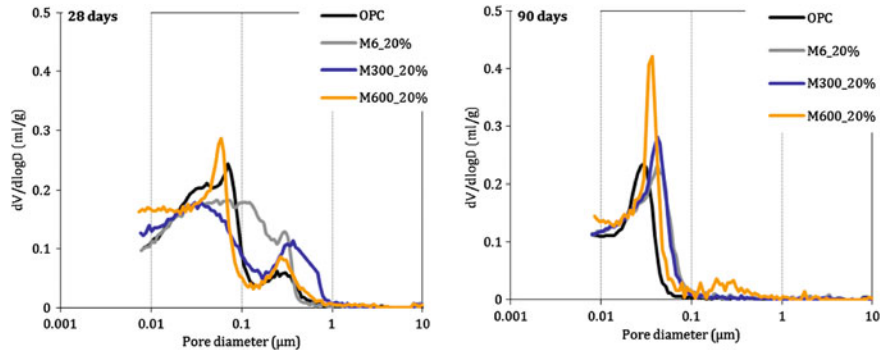 28 days
OPC
M6_20%
M300_20%
M600_20%
dV/dlogD (ml/g)
0.5
0.4
0.3
0.2
0.1
0
0.001
0.01
0.1
1
10
Pore diameter (µm)
90 days
OPC
M6_20%
M300_20%
M600_20%
dV/dlogD (ml/g)
0.5
0.4
0.3
0.2
0.1
0
0.001
0.01
0.1
1
10
Pore diameter (µm)